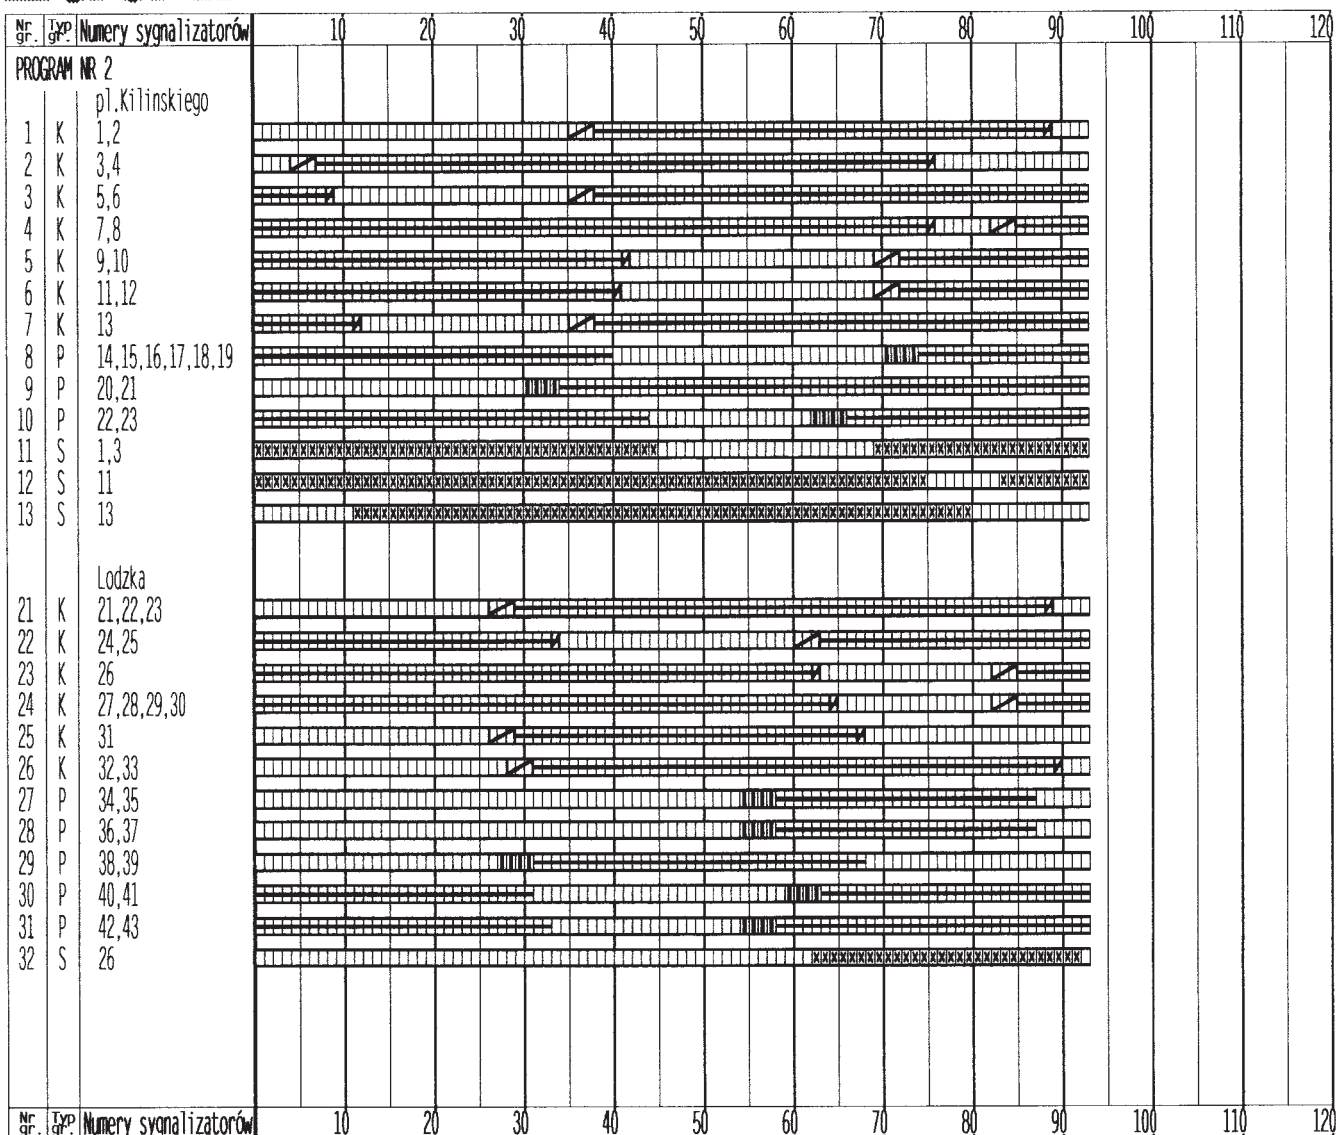 Nr gr. Typ gr. Numery sygnalizatorów 10 20 30 40 50 60 70 80 90 100 110 120
PROGRAM NR 2
pl.Kilinskiego
1 K 1,2
2 K 3,4
3 K 5,6
4 K 7,8
5 K 9,10
6 K 11,12
7 K 13
8 P 14,15,16,17,18,19
9 P 20,21
10 P 22,23
11 S 1,3
12 S 11
13 S 13
Lodzka
21 K 21,22,23
22 K 24,25
23 K 26
24 K 27,28,29,30
25 K 31
26 K 32,33
27 P 34,35
28 P 36,37
29 P 38,39
30 P 40,41
31 P 42,43
32 S 26
Nr gr. Typ gr. Numery sygnalizatorów 10 20 30 40 50 60 70 80 90 100 110 120